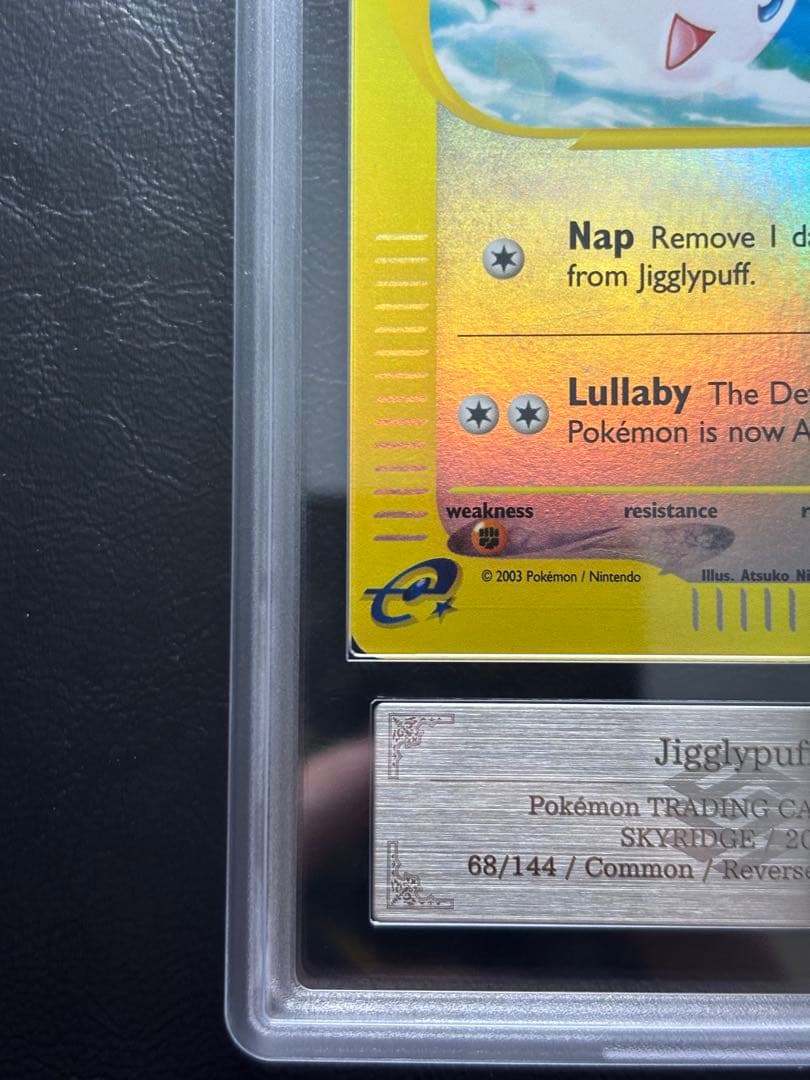 Nap Remove 1
from Jigglypuff.
Lullaby The
Pokémon is now
weakness resistance
© 2003 Pokémon / Nintendo
Illus. Atsuko
Jigglypuff
Pokémon TRADING
SKYRIDGE /
68/144 / Common / Reverse